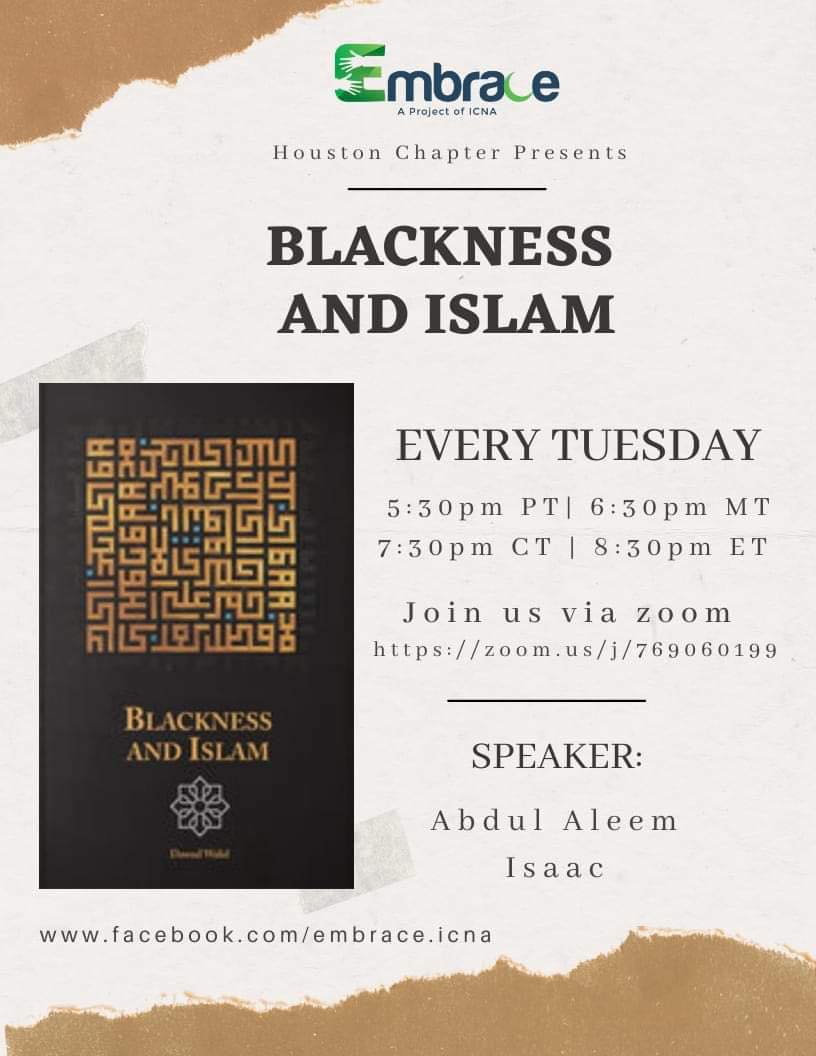 Embrace
A Project of ICNA
Houston Chapter Presents
BLACKNESS
AND ISLAM
EVERY TUESDAY
5:30pm PT| 6:30pm MT
7:30pm CT | 8:30pm ET
Join us via zoom
https://zoom.us/j/769060199
SPEAKER:
Abdul Aleem
Isaac
BLACKNESS
AND ISLAM
Dawud Walid
www.facebook.com/embrace.icna